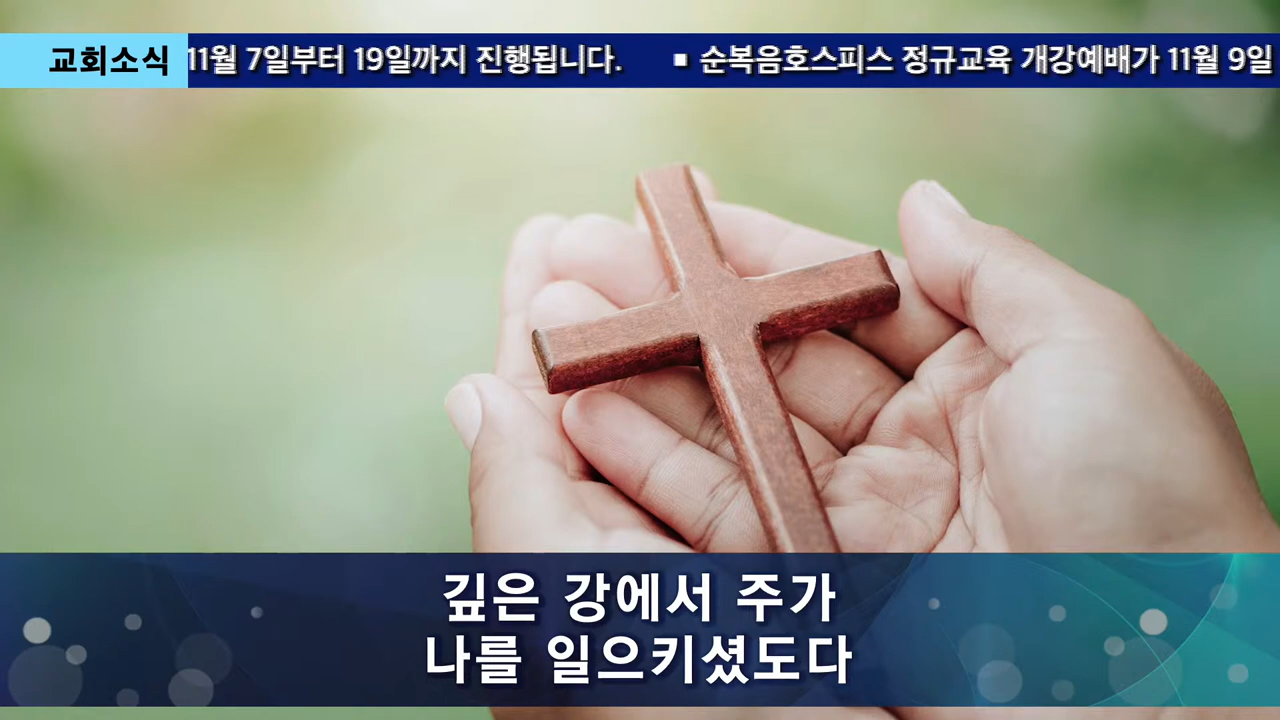 교회소식
11월 7일부터 19일까지 진행됩니다. ▪ 순복음호스피스 정규교육 개강예배가 11월 9일
깊은 강에서 주가
나를 일으키셨도다